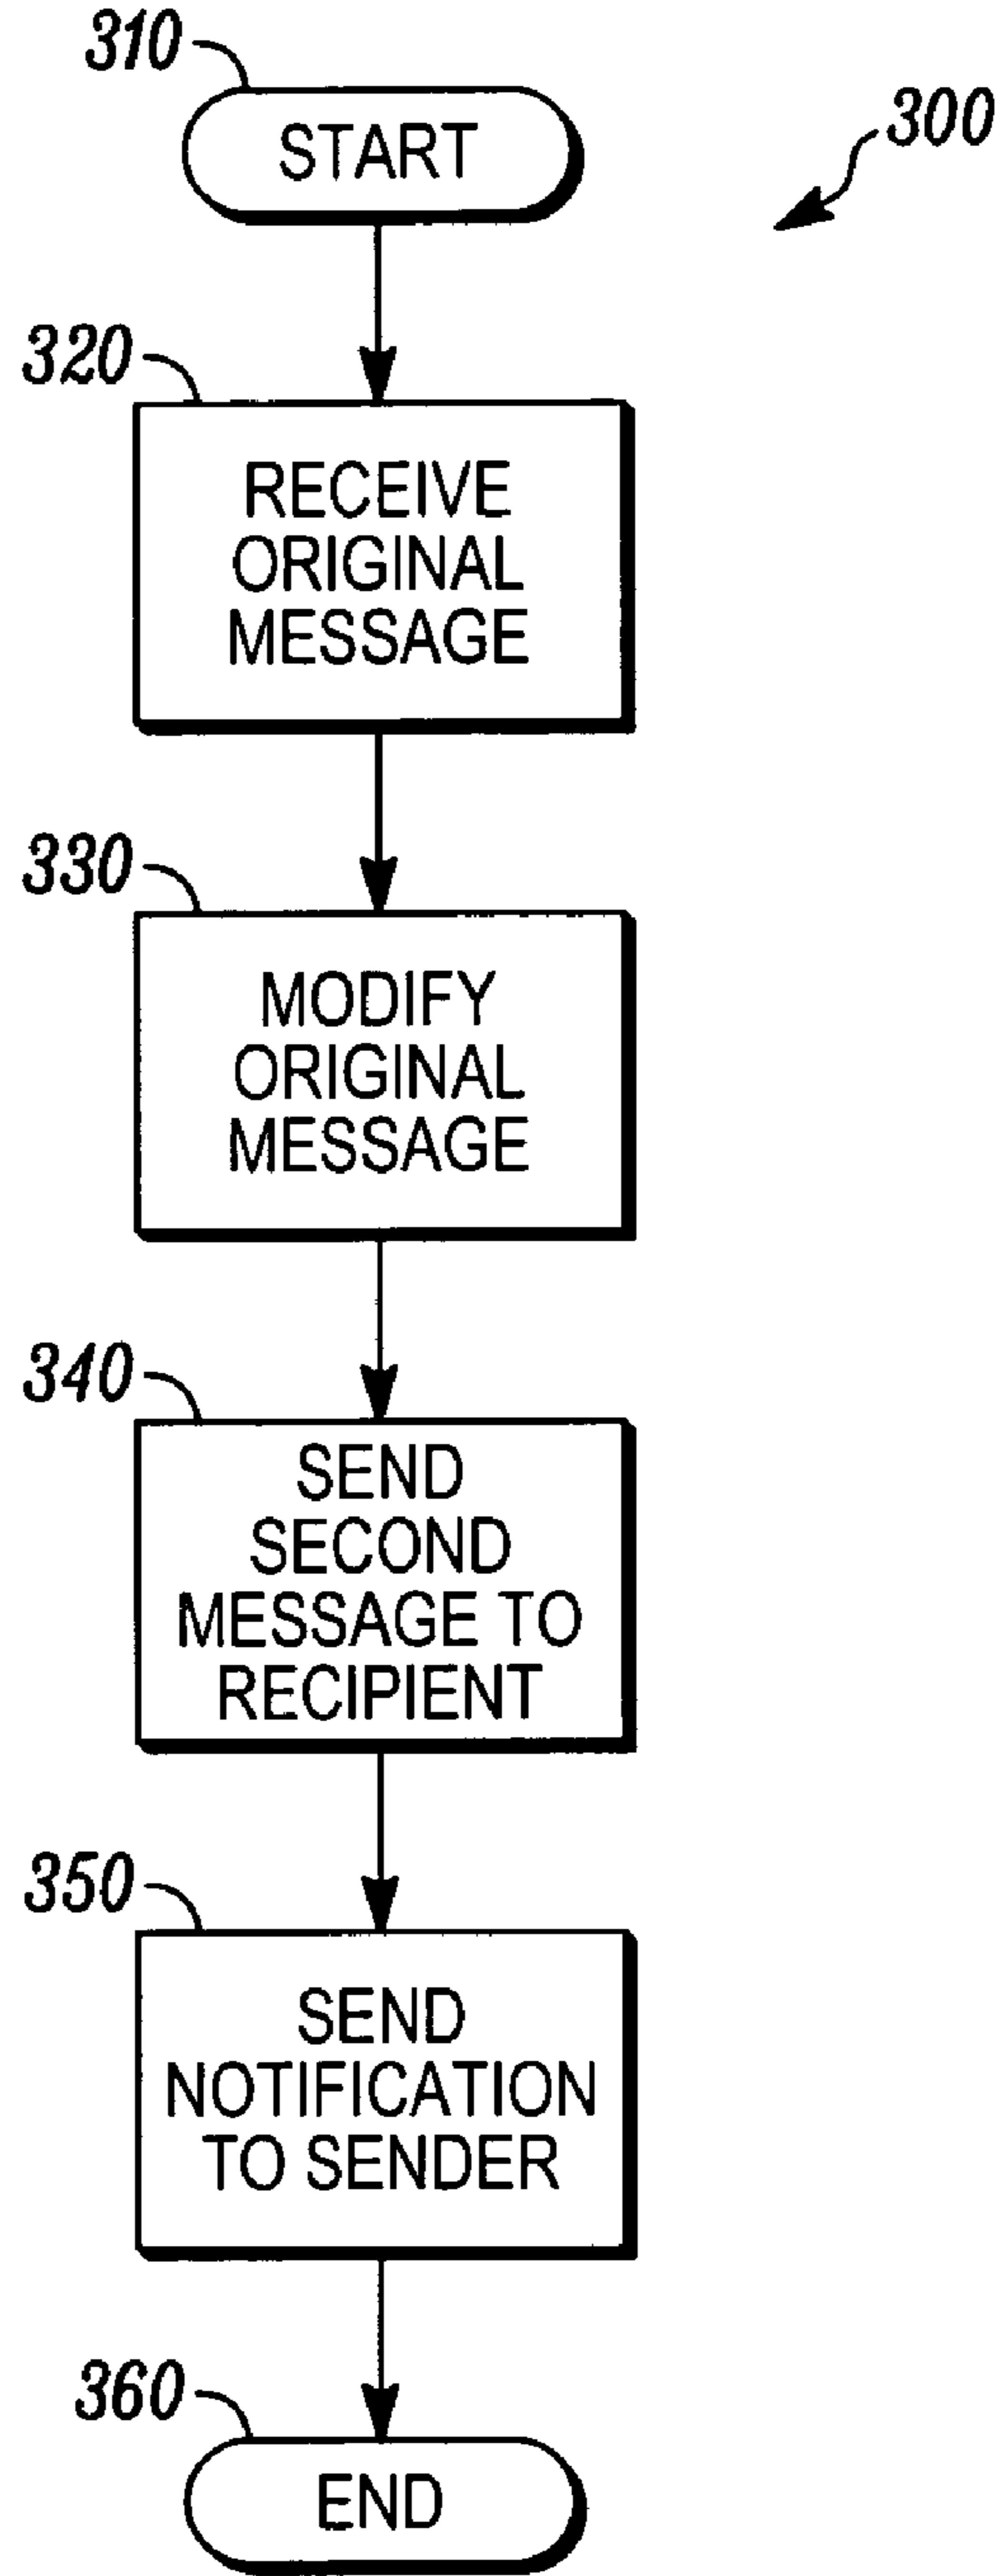 310
START
300
320
RECEIVE
ORIGINAL
MESSAGE
330
MODIFY
ORIGINAL
MESSAGE
340
SEND
SECOND
MESSAGE TO
RECIPIENT
350
SEND
NOTIFICATION
TO SENDER
360
END